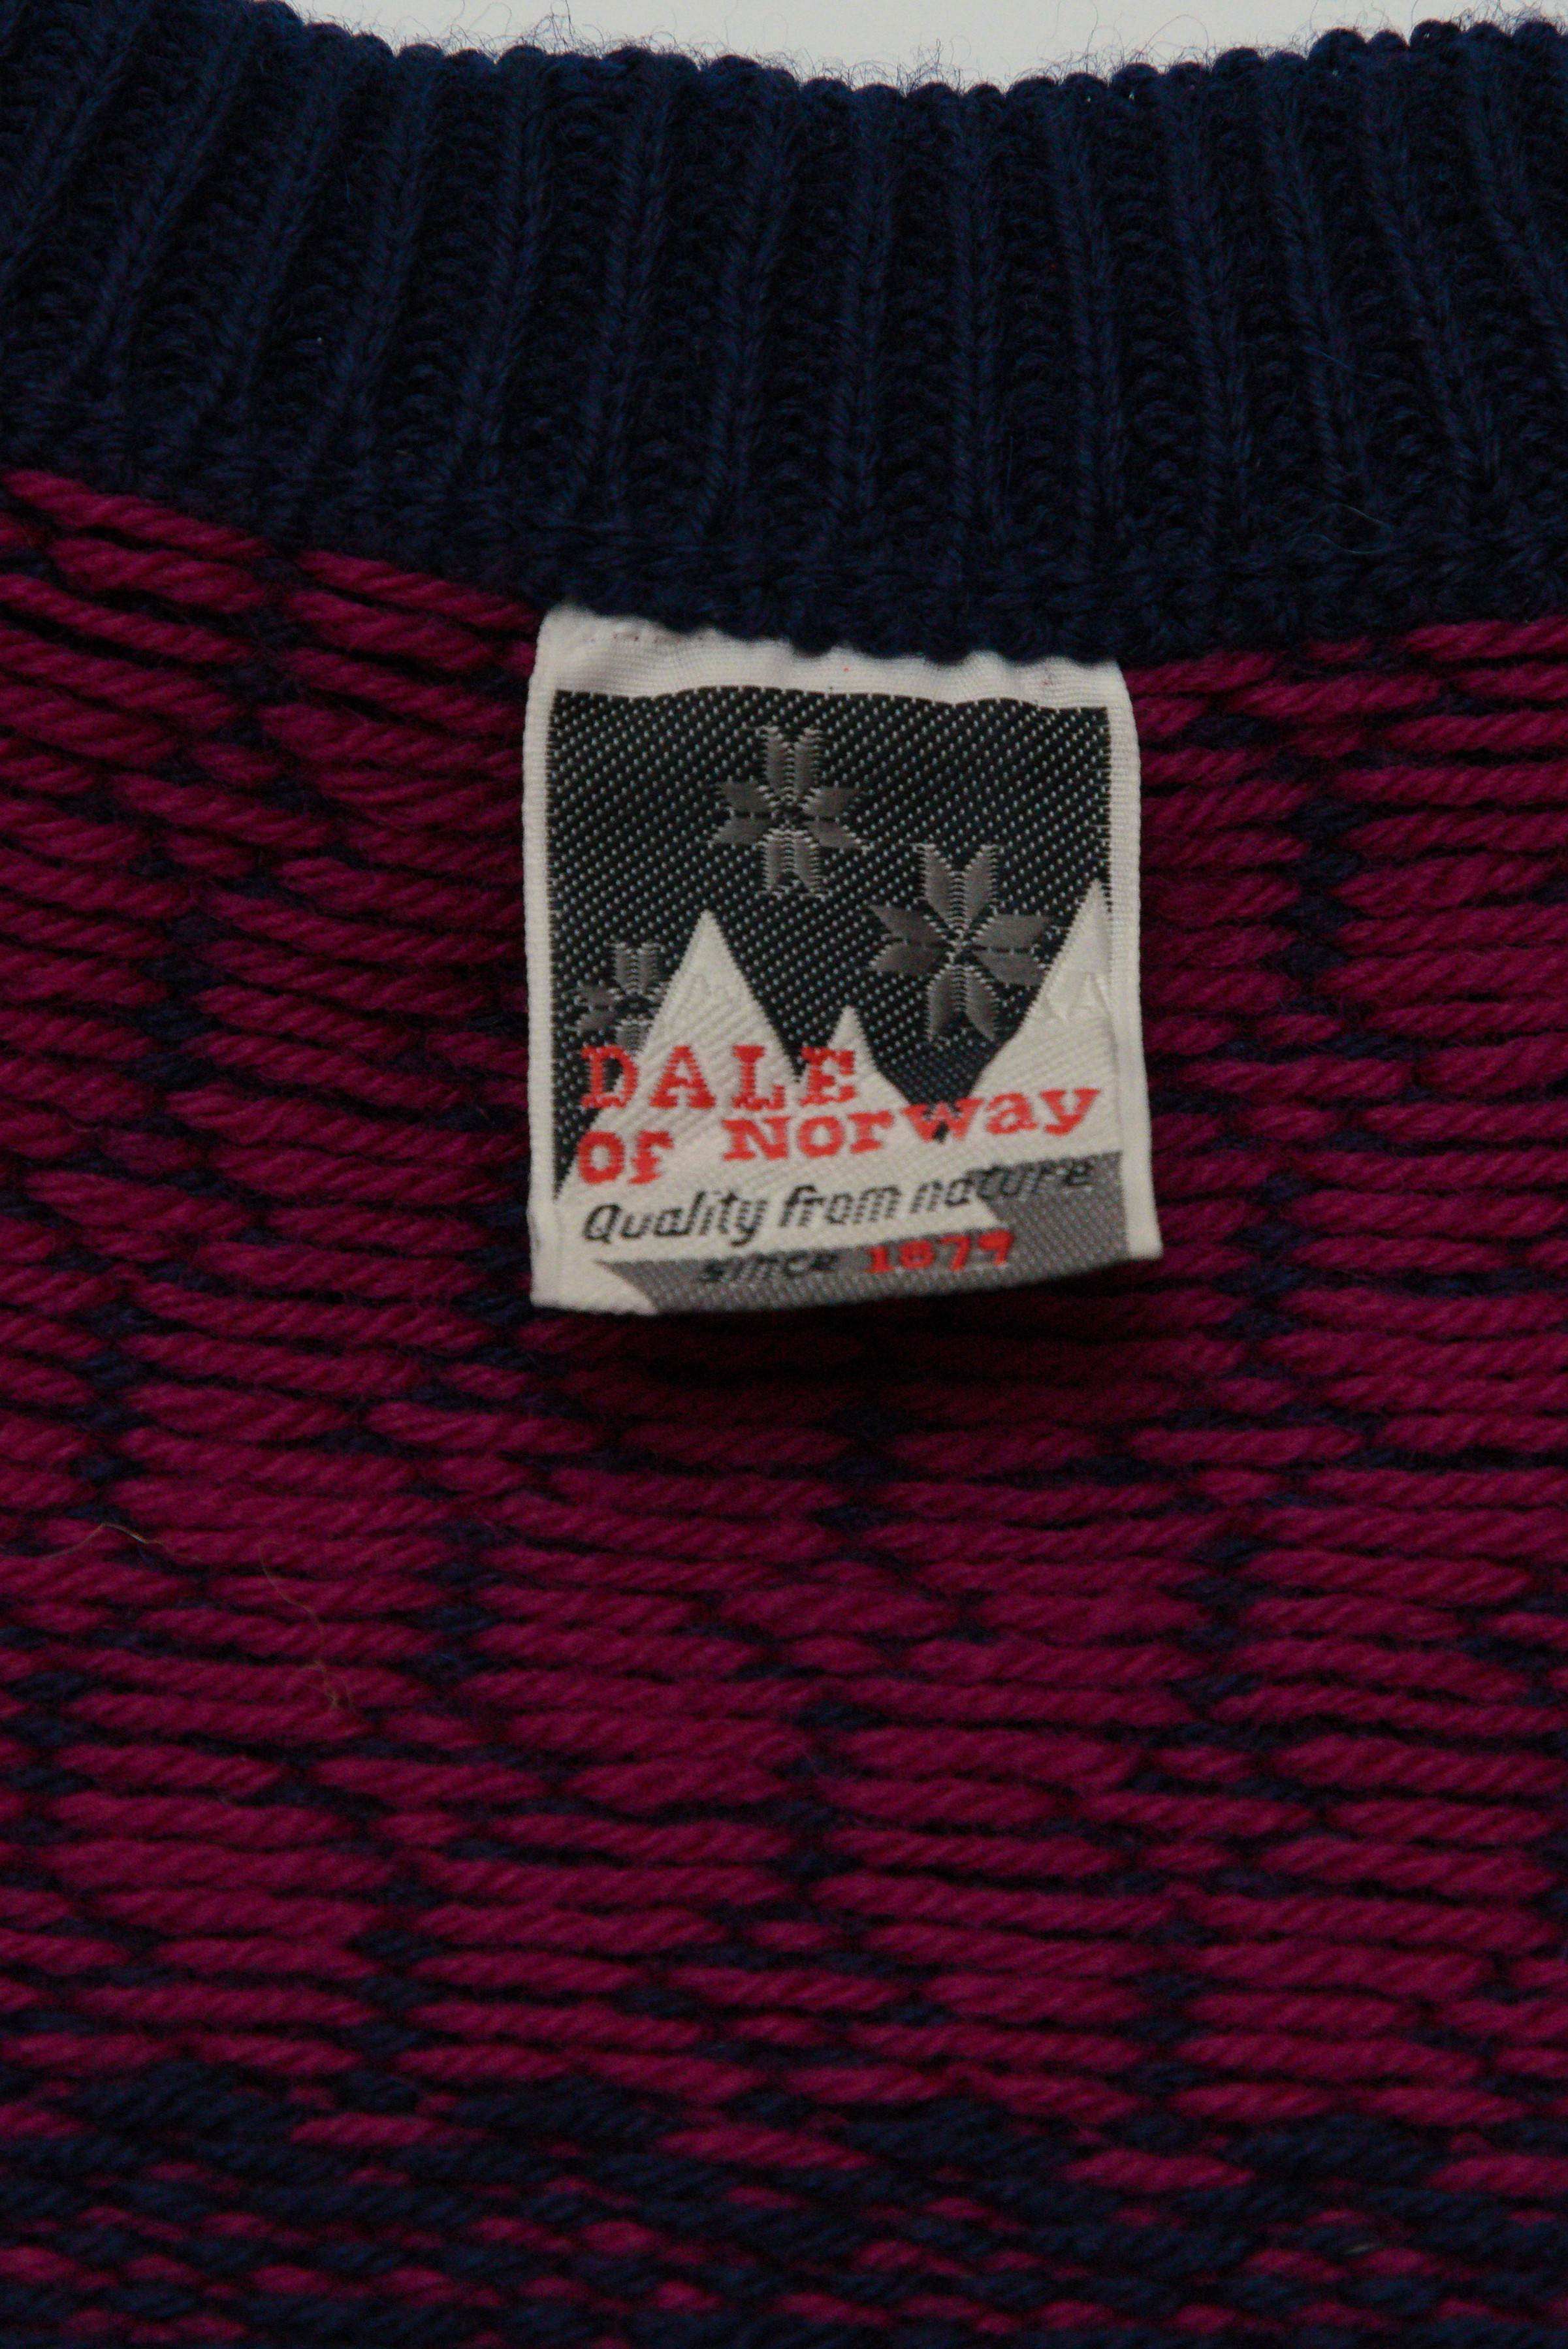 DALE
OF NorwaY
Quality from nature
since 1879